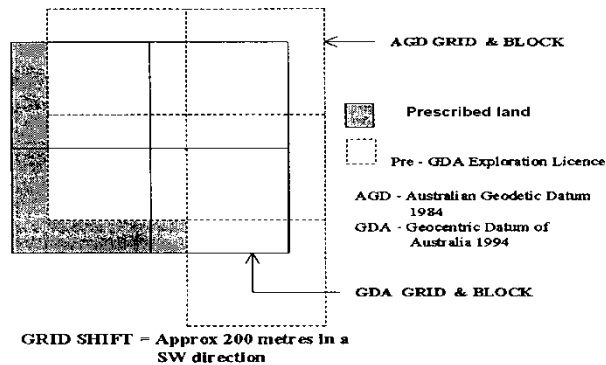 AGD GRID & BLOCK
Prescribed land
Pre - GDA Exploration Licence
AGD - Australian Geodetic Datum
1984
GDA - Geocentric Datum of
Australia 1994
GDA GRID & BLOCK
GRID SHIFT = Approx 200 metres in a
SW direction